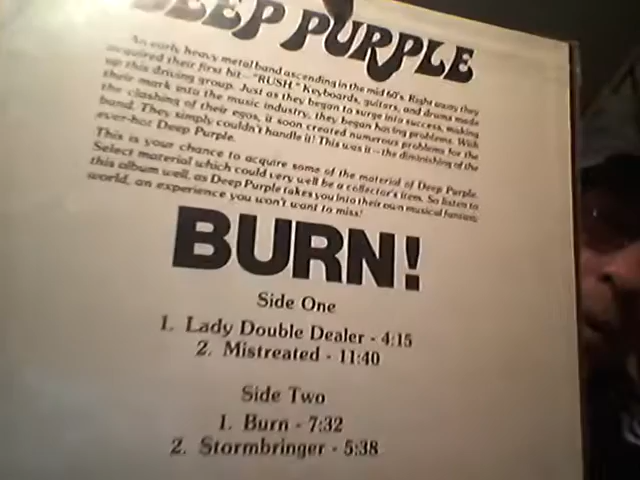 DEEP PURPLE
An early heavy metal band ascending in the mid 60's. Right away they
acquired their first hit — "RUSH." Keyboards, guitars, and drums made
up this driving group. Just as they began to surge into success, making
their mark into the music industry, they began having problems. With
the clashing of their egos, it soon created numerous problems for the
band. They simply couldn't handle it! This was it — the diminishing of the
ever-hot Deep Purple.
This is your chance to acquire some of the material of Deep Purple.
Select material which could very well be a collector's item. So listen to
this album well, as Deep Purple takes you into their own musical fantasy
world, an experience you won't want to miss!
BURN!
Side One
1. Lady Double Dealer - 4:15
2. Mistreated - 11:40
Side Two
1. Burn - 7:32
2. Stormbringer - 5:38